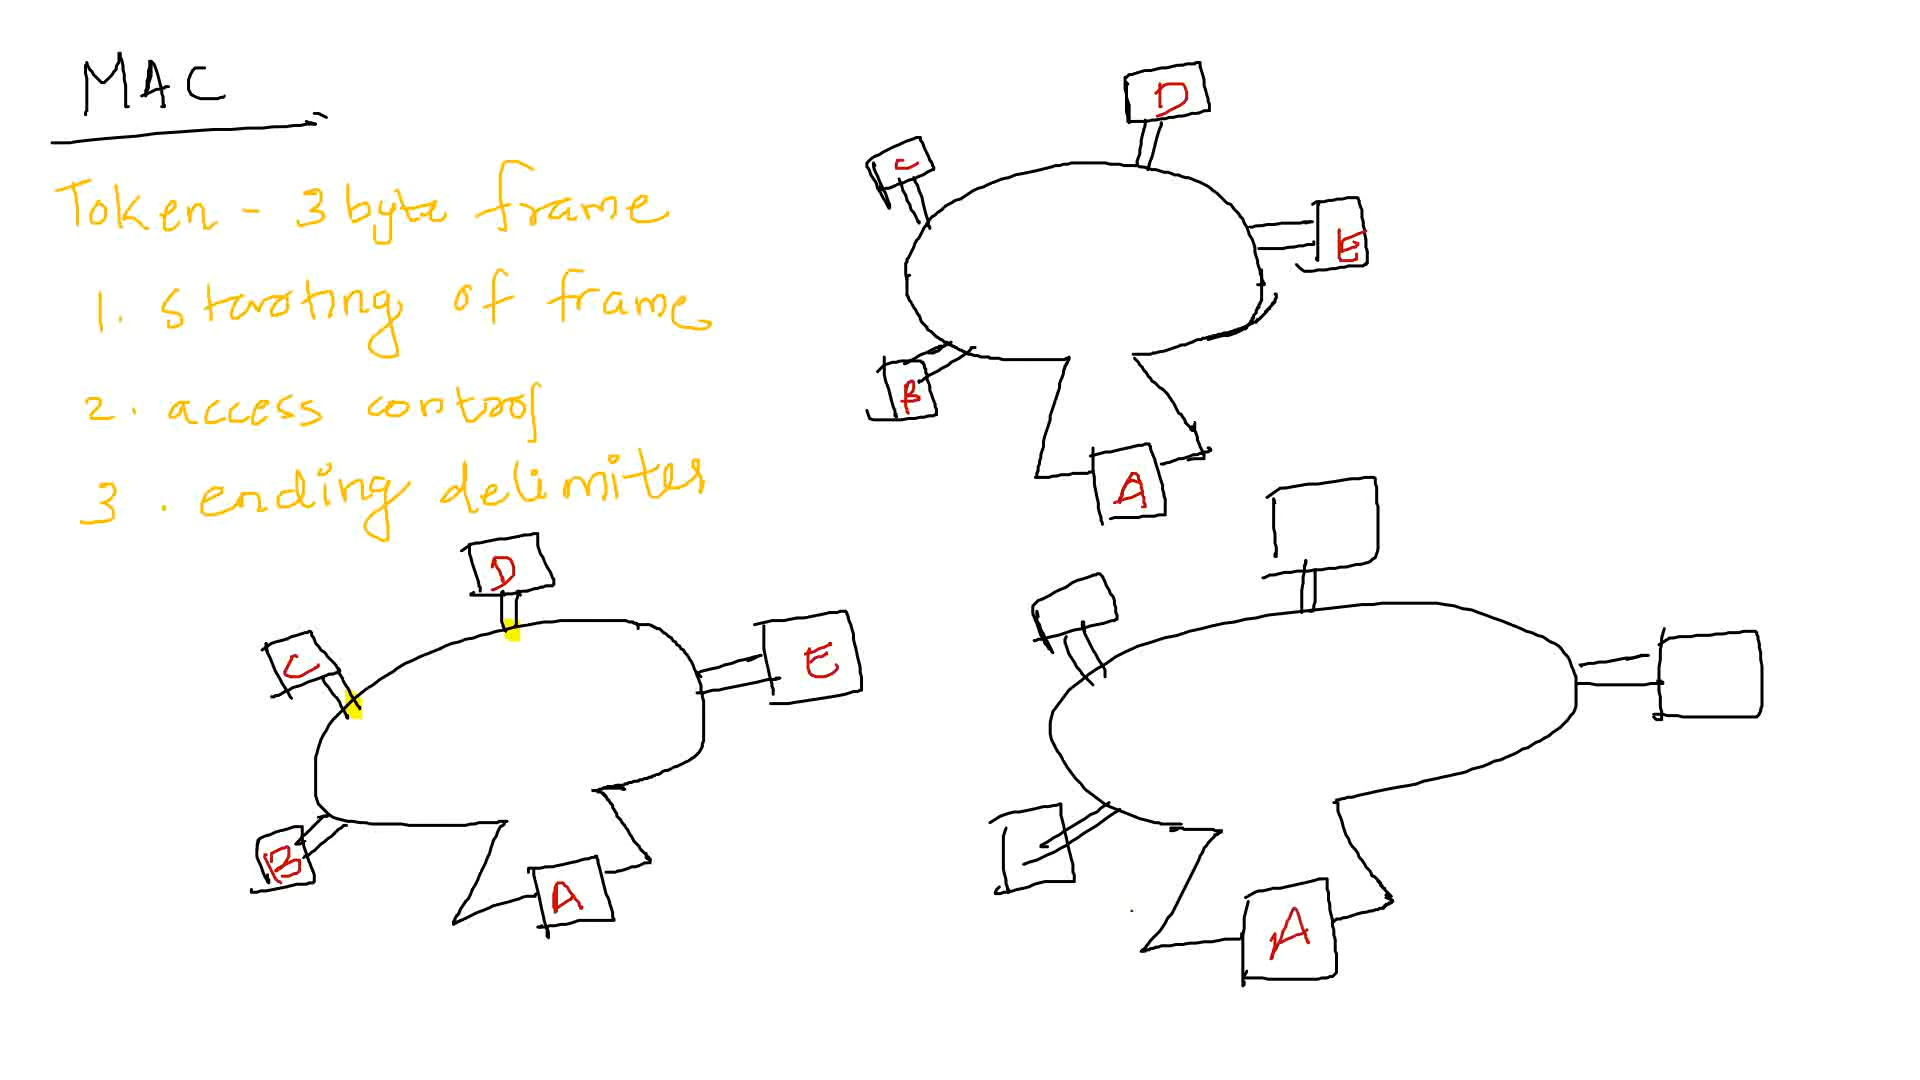 MAC
Token - 3 byte frame
1. starting of frame
2. access control
3. ending delimiter
D
C
E
B
A
D
C
E
B
A
A